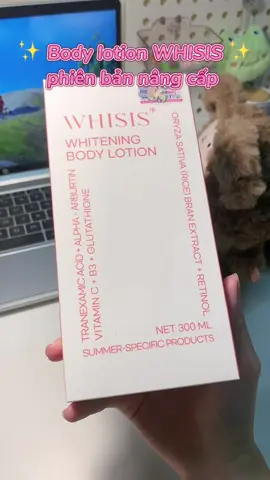 ✨ Body lotion WHISIS ✨
phiên bản nâng cấp
WHISIS®
WHITENING
BODY LOTION
TRANEXAMIC ACID + ALPHA - ARBURTIN
VITAMIN C + B3 + GLUTATHIONE
ORYZA SATIVA (RICE) BRAN EXTRACT + RETINOL
NET 300 ML
SUMMER-SPECIFIC PRODUCTS